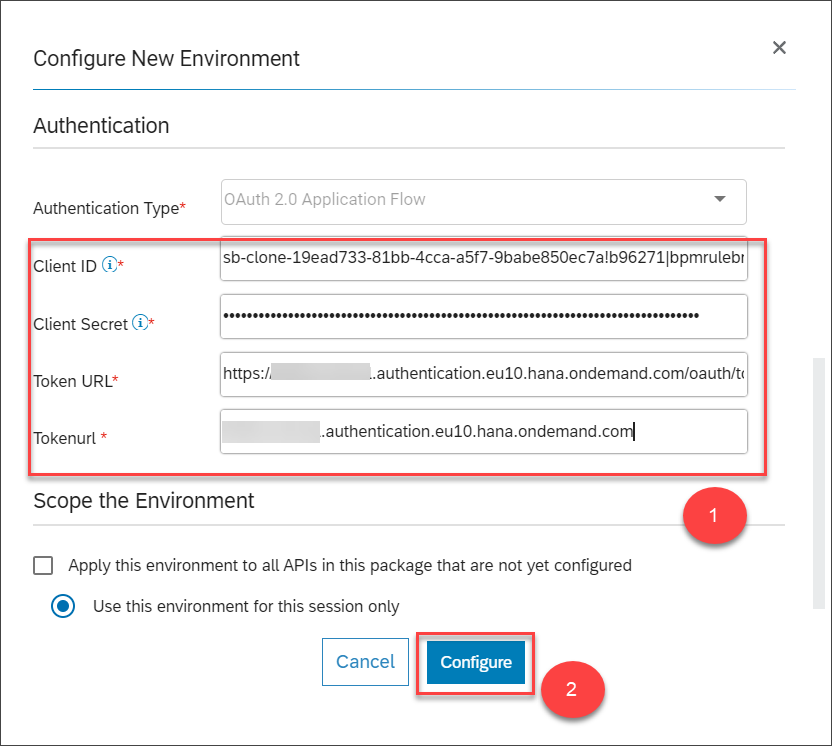 Configure New Environment
Authentication
Authentication Type* OAuth 2.0 Application Flow
Client ID * sb-clone-19ead733-81bb-4cca-a5f7-9babe850ec7a!b96271|bpmrulebr
Client Secret * ••••••••••••••••••••••••••••••••••••••••••••••••••••••••••••••••••••••••••••••••
Token URL* https:/ .authentication.eu10.hana.ondemand.com/oauth/to
Tokenurl * .authentication.eu10.hana.ondemand.com
Scope the Environment
1
Apply this environment to all APIs in this package that are not yet configured
Use this environment for this session only
Cancel Configure
2